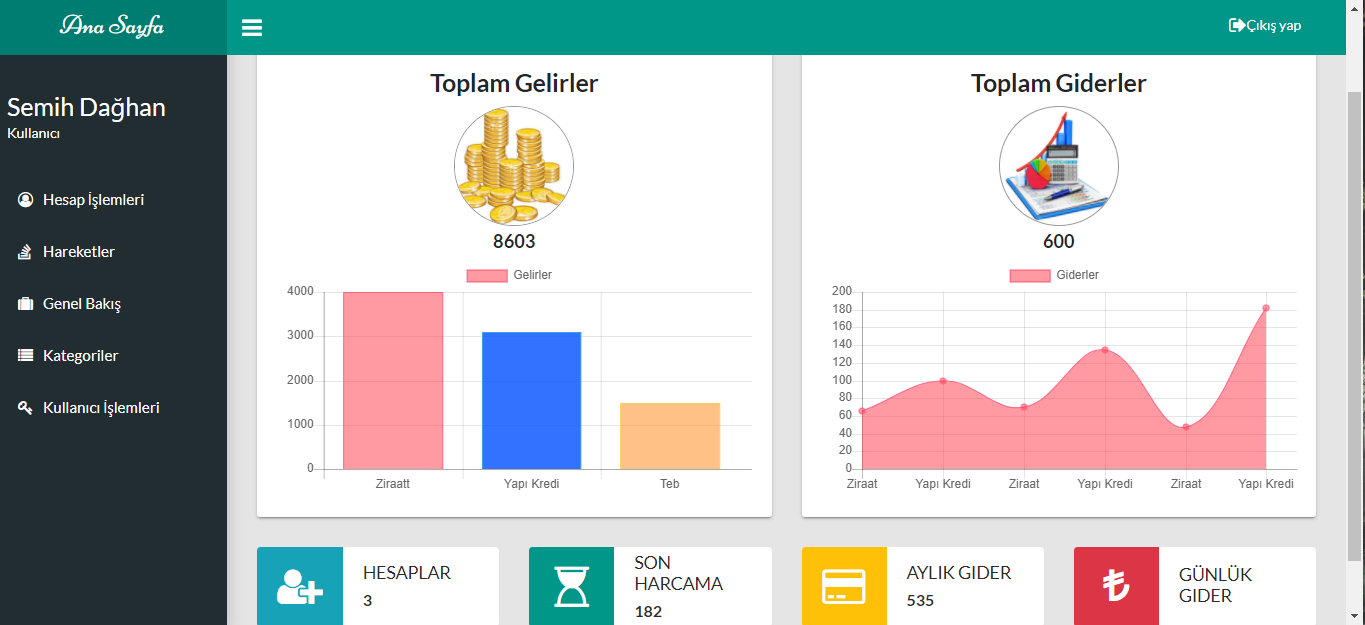 Ana Sayfa
Çıkış yap
Semih Dağhan
Kullanıcı
Hesap İşlemleri
Hareketler
Genel Bakış
Kategoriler
Kullanıcı İşlemleri
Toplam Gelirler
8603
Gelirler
4000
3000
2000
1000
0
Ziraatt Yapı Kredi Teb
Toplam Giderler
600
Giderler
200
180
160
140
120
100
80
60
40
20
0
Ziraat Yapı Kredi Ziraat Yapı Kredi Ziraat Yapı Kredi
HESAPLAR
3
SON
HARCAMA
182
AYLIK GIDER
535
GÜNLÜK
GIDER